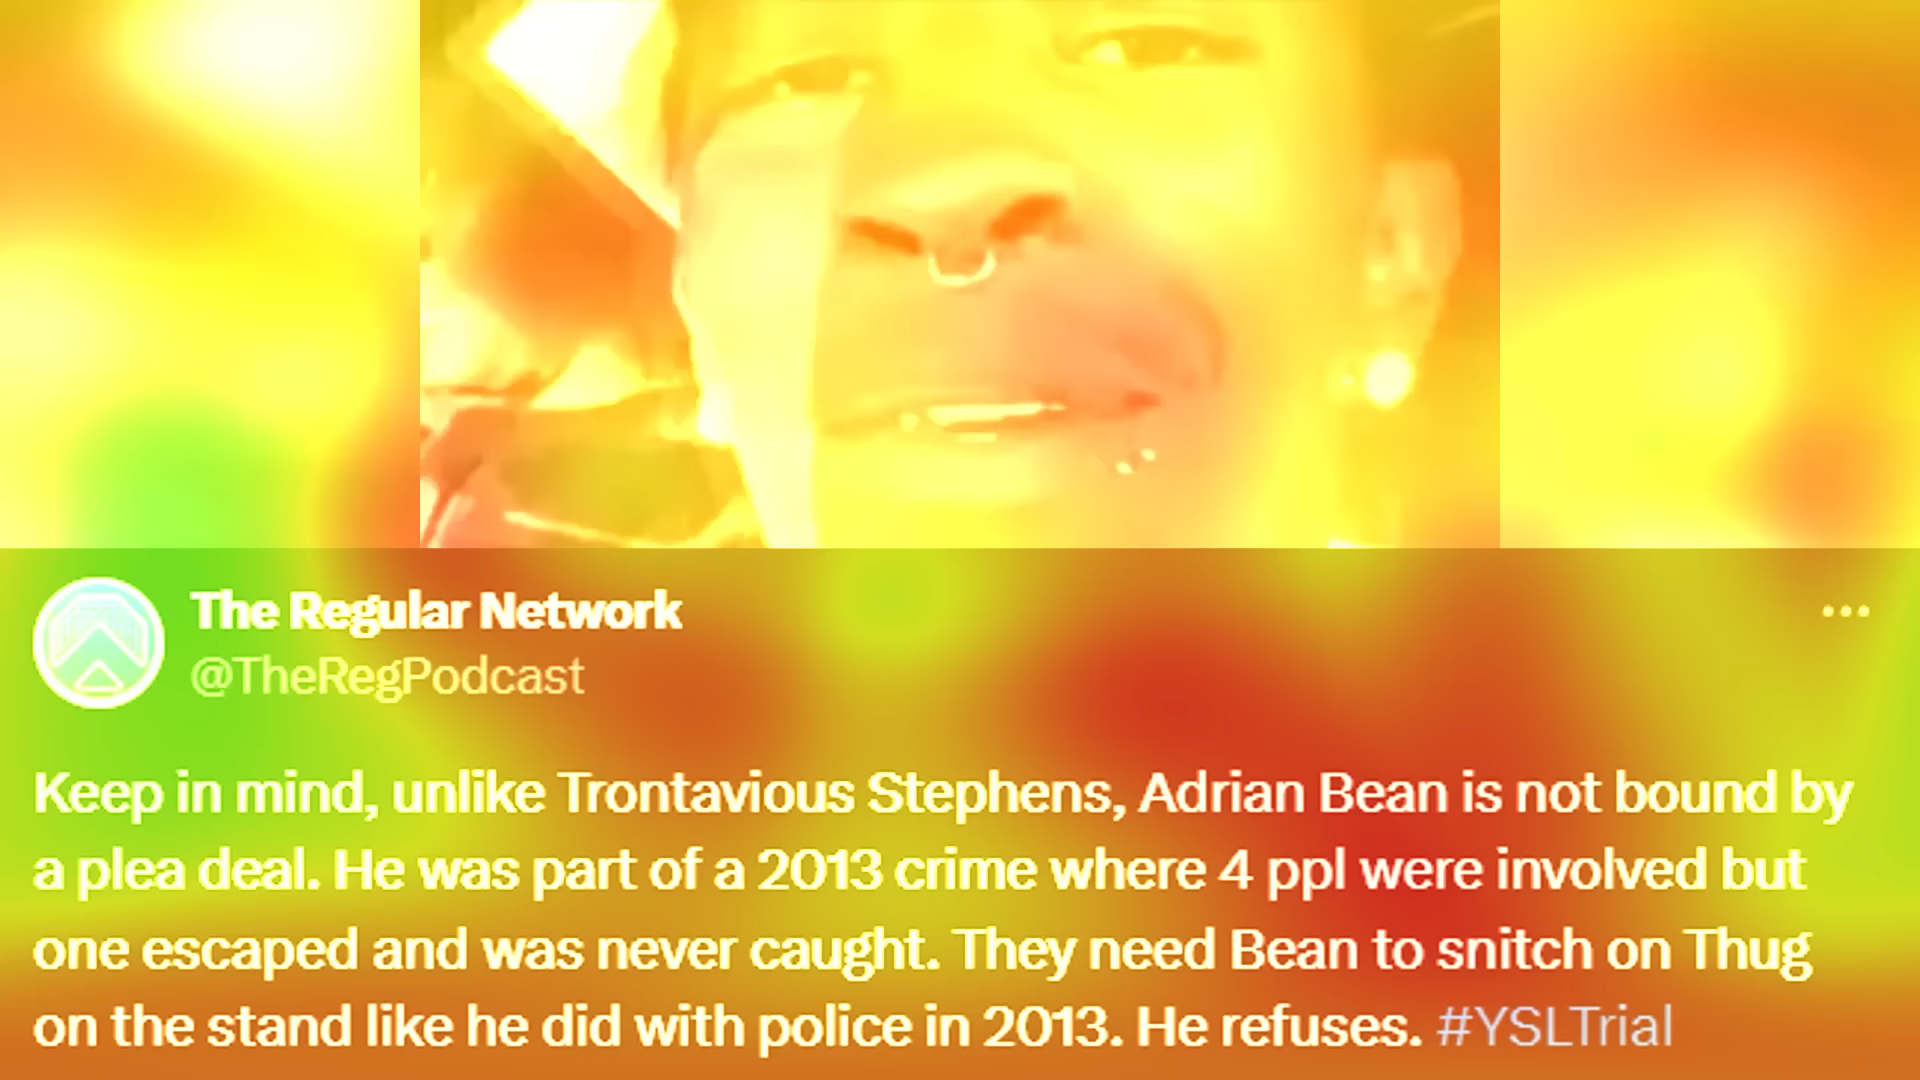 The Regular Network
@TheRegPodcast
Keep in mind, unlike Trontavious Stephens, Adrian Bean is not bound by
a plea deal. He was part of a 2013 crime where 4 ppl were involved but
one escaped and was never caught. They need Bean to snitch on Thug
on the stand like he did with police in 2013. He refuses. #YSLTrial